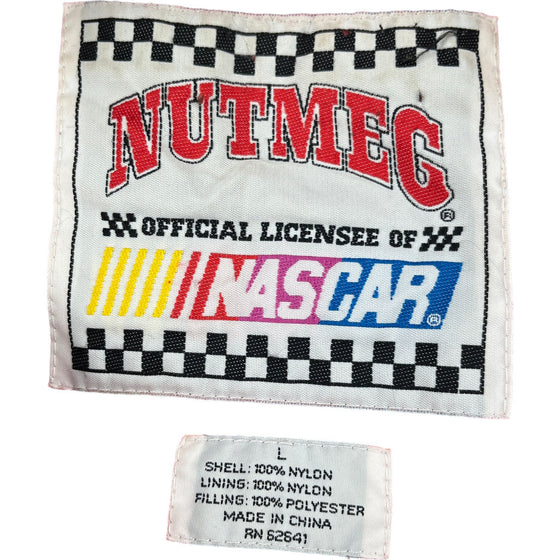 NUTMEG®
OFFICIAL LICENSEE OF
NASCAR®
L
SHELL: 100% NYLON
LINING: 100% NYLON
FILLING: 100% POLYESTER
MADE IN CHINA
RN 62641